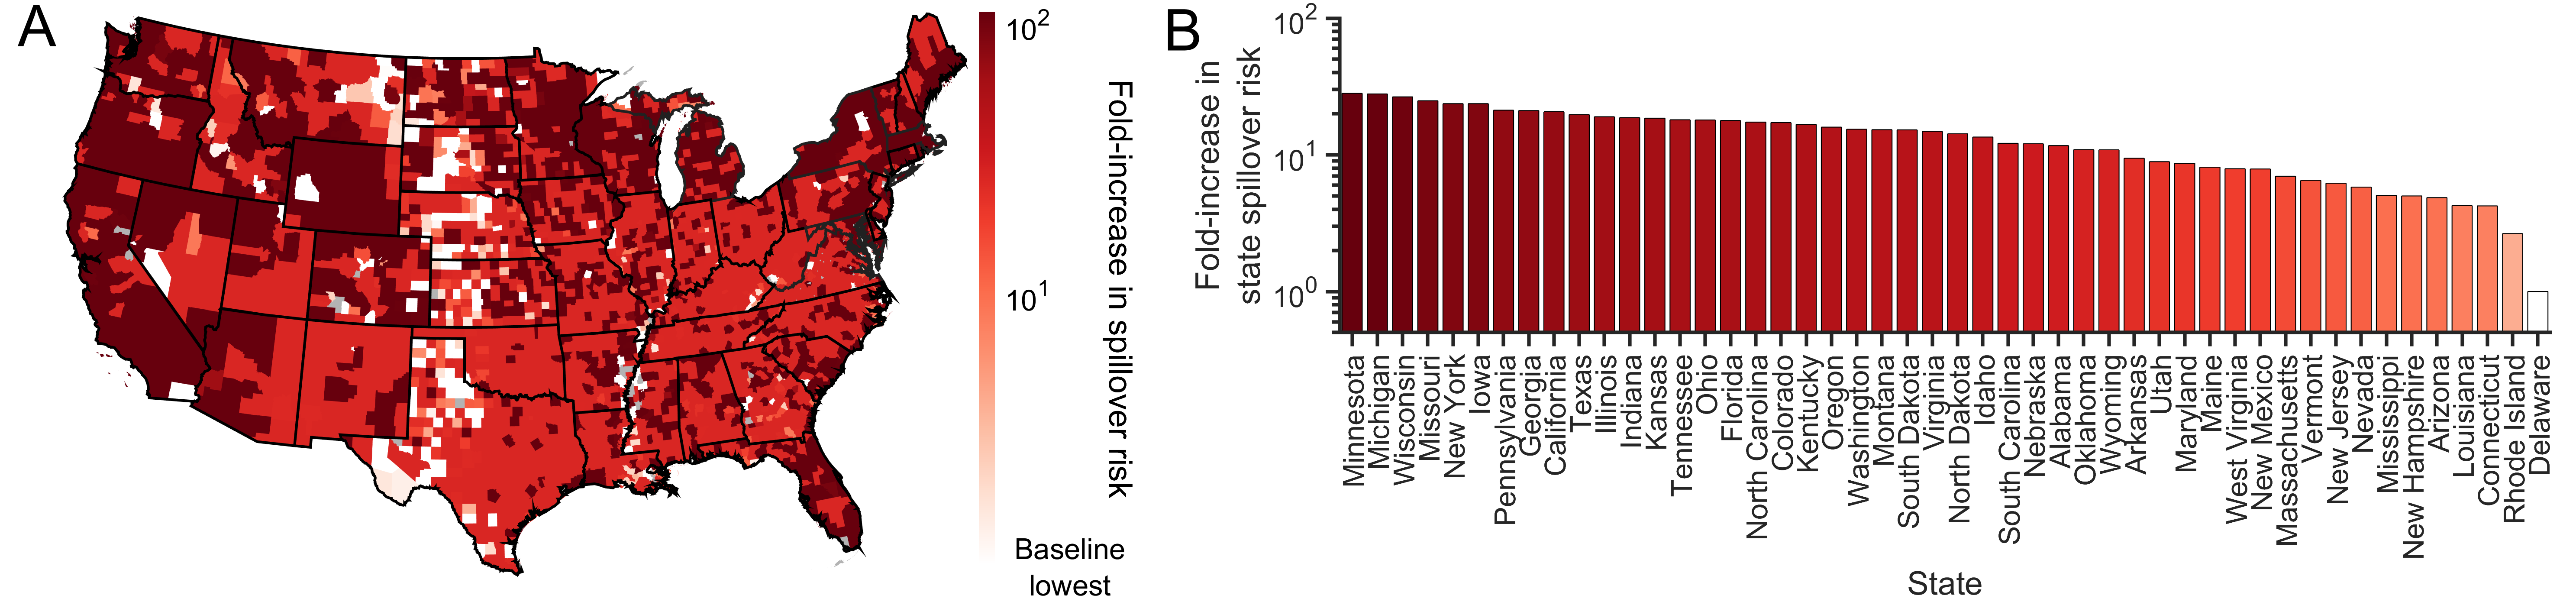 A
10²
10¹
Baseline
lowest
Fold-increase in spillover risk
B
Fold-increase in
state spillover risk
10²
10¹
10⁰
Minnesota
Michigan
Wisconsin
Missouri
New York
Iowa
Pennsylvania
Georgia
California
Texas
Illinois
Indiana
Kansas
Tennessee
Ohio
Florida
North Carolina
Colorado
Kentucky
Oregon
Washington
Montana
South Dakota
Virginia
North Dakota
Idaho
South Carolina
Nebraska
Alabama
Oklahoma
Wyoming
Arkansas
Utah
Maryland
Maine
West Virginia
New Mexico
Massachusetts
Vermont
New Jersey
Nevada
Mississippi
New Hampshire
Arizona
Louisiana
Connecticut
Rhode Island
Delaware
State